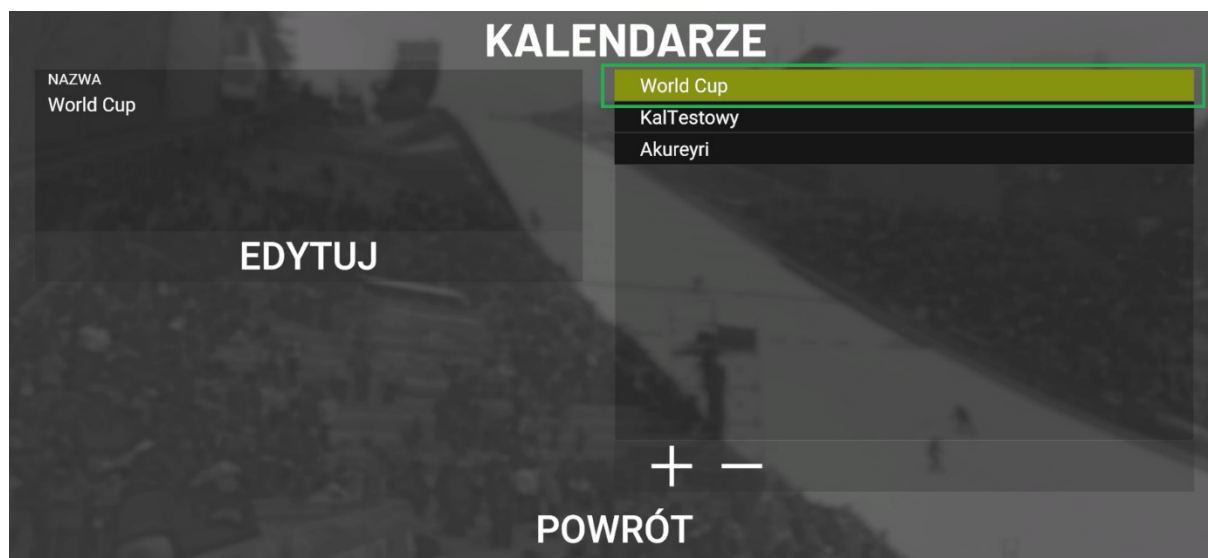 KALENDARZE
NAZWA
World Cup
EDYTUJ
World Cup
KalTestowy
Akureyri
+ −
POWRÓT